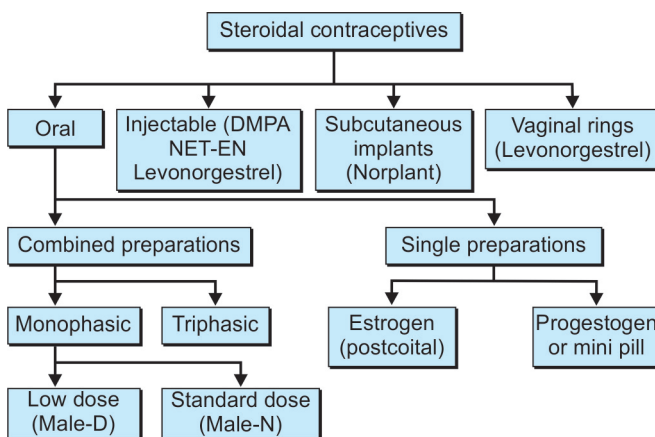 Steroidal contraceptives
Oral
Injectable (DMPA
NET-EN
Levonorgestrel)
Subcutaneous
implants
(Norplant)
Vaginal rings
(Levonorgestrel)
Combined preparations
Single preparations
Monophasic
Triphasic
Estrogen
(postcoital)
Progestogen
or mini pill
Low dose
(Male-D)
Standard dose
(Male-N)